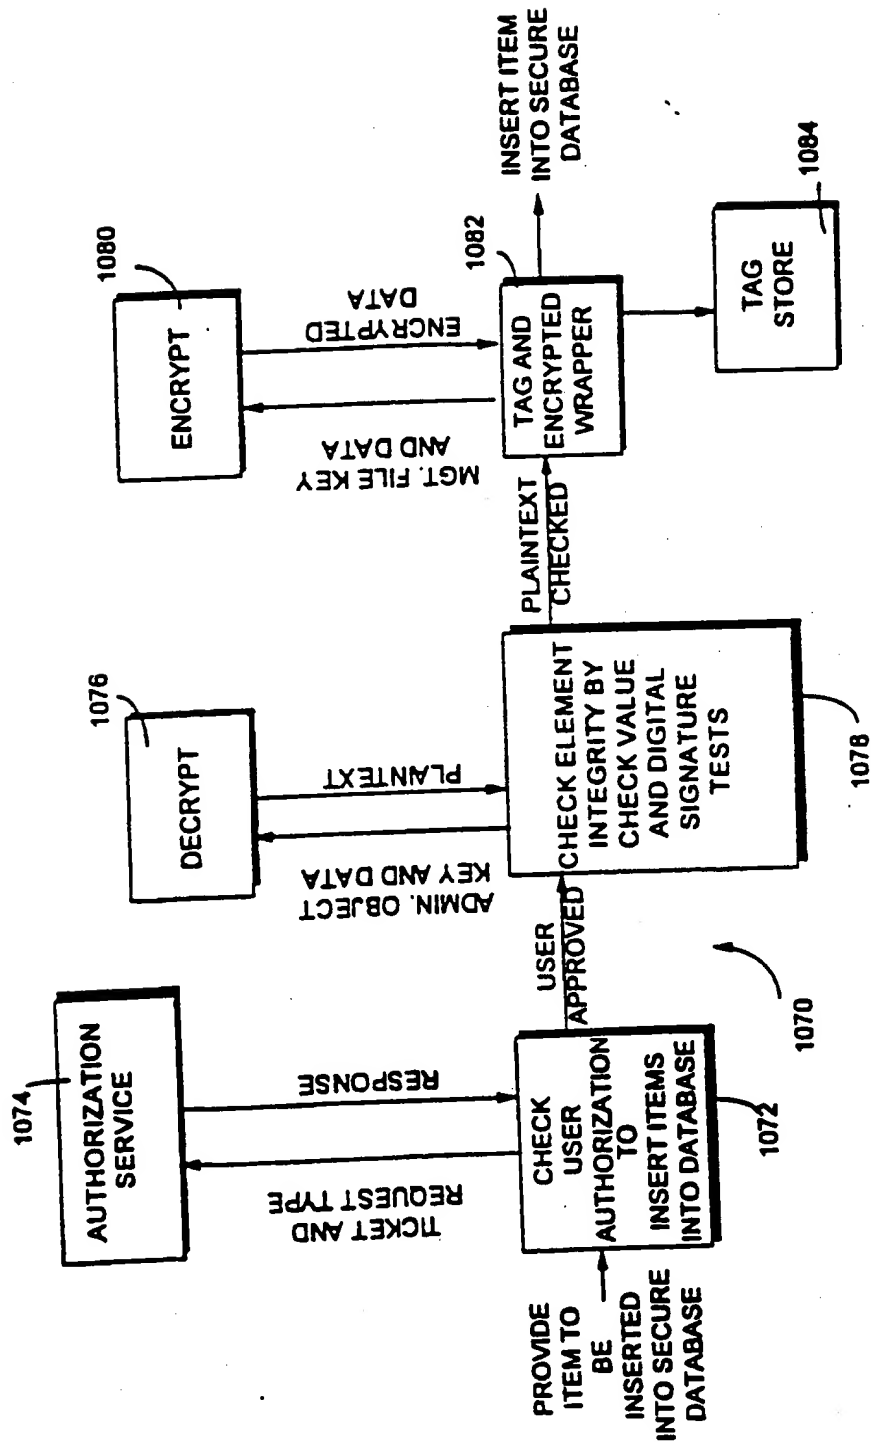 PROVIDE
ITEM TO
BE
INSERTED
INTO SECURE
DATABASE
CHECK
USER
AUTHORIZATION
TO
INSERT ITEMS
INTO DATABASE
1072
1070
TICKET AND
REQUEST TYPE
RESPONSE
AUTHORIZATION
SERVICE
1074
USER
APPROVED
CHECK ELEMENT
INTEGRITY BY
CHECK VALUE
AND DIGITAL
SIGNATURE
TESTS
1078
ADMIN. OBJECT
KEY AND DATA
PLAINTEXT
DECRYPT
1076
PLAINTEXT
CHECKED
TAG AND
ENCRYPTED
WRAPPER
1082
MGT. FILE KEY
AND DATA
ENCRYPTED
DATA
ENCRYPT
1080
TAG
STORE
1084
INSERT ITEM
INTO SECURE
DATABASE